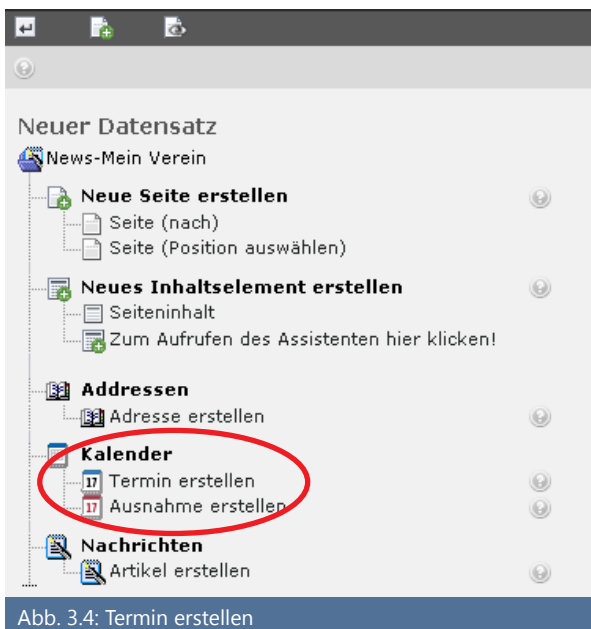 Neuer Datensatz
News-Mein Verein
Neue Seite erstellen
Seite (nach)
Seite (Position auswählen)
Neues Inhaltselement erstellen
Seiteninhalt
Zum Aufrufen des Assistenten hier klicken!
Addressen
Adresse erstellen
Kalender
17 Termin erstellen
17 Ausnahme erstellen
Nachrichten
Artikel erstellen
Abb. 3.4: Termin erstellen